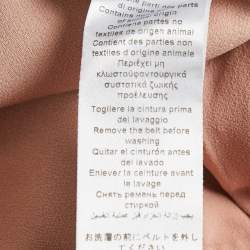 Contains non
of animal origin
Contient des parties non
textiles d'origine animal
Περιέχει μη
κλωστοϋφαντουργικά
συστατικά ζωικής
προέλευσης
Togliere la cintura prima
del lavaggio
Remove the belt before
washing
Quitar el cinturón antes
del lavado
Enlever la ceinture avant
le lavage
Снять ремень перед
стиркой
お洗濯の前にベルトを外して
ください